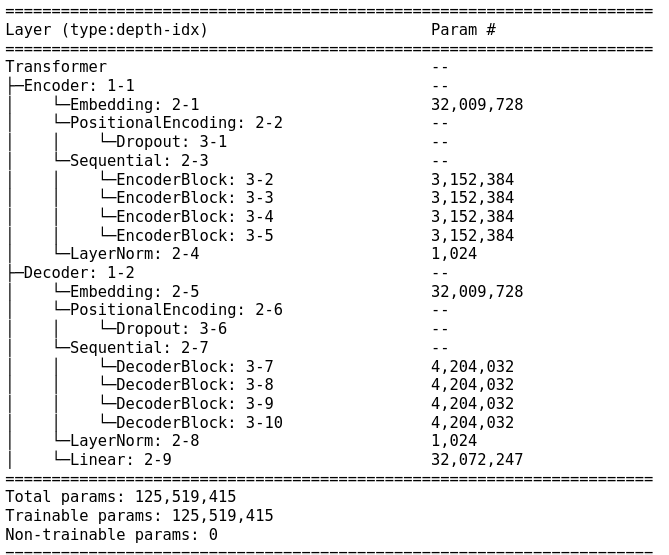 ======================================================================
Layer (type:depth-idx)                        Param #
======================================================================
Transformer                                   --
├─Encoder: 1-1                                --
│    └─Embedding: 2-1                         32,009,728
│    └─PositionalEncoding: 2-2                --
│    │    └─Dropout: 3-1                      --
│    └─Sequential: 2-3                        --
│    │    └─EncoderBlock: 3-2                 3,152,384
│    │    └─EncoderBlock: 3-3                 3,152,384
│    │    └─EncoderBlock: 3-4                 3,152,384
│    │    └─EncoderBlock: 3-5                 3,152,384
│    └─LayerNorm: 2-4                         1,024
├─Decoder: 1-2                                --
│    └─Embedding: 2-5                         32,009,728
│    └─PositionalEncoding: 2-6                --
│    │    └─Dropout: 3-6                      --
│    └─Sequential: 2-7                        --
│    │    └─DecoderBlock: 3-7                 4,204,032
│    │    └─DecoderBlock: 3-8                 4,204,032
│    │    └─DecoderBlock: 3-9                 4,204,032
│    │    └─DecoderBlock: 3-10                4,204,032
│    └─LayerNorm: 2-8                         1,024
│    └─Linear: 2-9                            32,072,247
======================================================================
Total params: 125,519,415
Trainable params: 125,519,415
Non-trainable params: 0
======================================================================